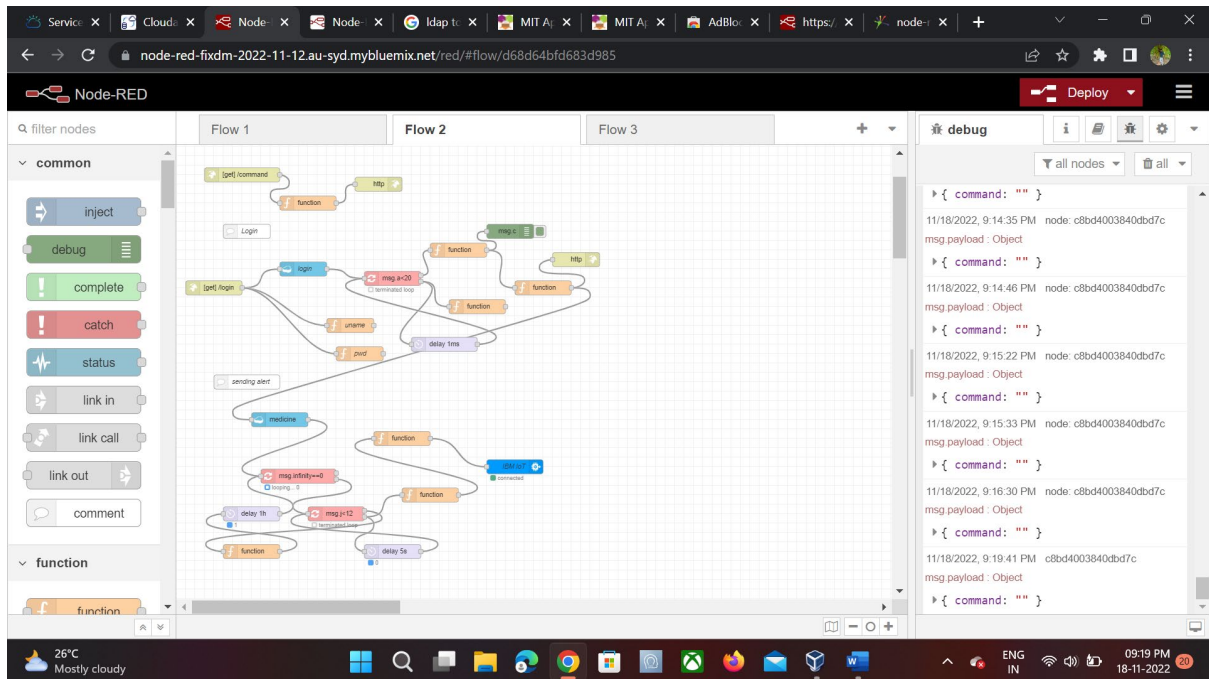 Service
Clouda
Node-
Node-
ldap to
MIT Ap
MIT Ap
AdBloc
https:/
node-r
node-red-fixdm-2022-11-12.au-syd.mybluemix.net/red/#flow/d68d64bfd683d985
Node-RED
Deploy
filter nodes
Flow 1
Flow 2
Flow 3
debug
i
all nodes
all
common
inject
debug
complete
catch
status
link in
link call
link out
comment
function
function
[get] /command
http
function
Login
msg.c
function
http
login
msg a<20
terminated loop
[get] /login
function
function
uname
delay 1ms
pwd
sending alert
medicine
function
IBM IoT
connected
msg.infinity==0
looping... 0
function
delay 1h
1
msg.j<12
terminated loop
function
delay 5s
0
{ command: "" }
11/18/2022, 9:14:35 PM node: c8bd4003840dbd7c
msg.payload : Object
{ command: "" }
11/18/2022, 9:14:46 PM node: c8bd4003840dbd7c
msg.payload : Object
{ command: "" }
11/18/2022, 9:15:22 PM node: c8bd4003840dbd7c
msg.payload : Object
{ command: "" }
11/18/2022, 9:15:33 PM node: c8bd4003840dbd7c
msg.payload : Object
{ command: "" }
11/18/2022, 9:16:30 PM node: c8bd4003840dbd7c
msg.payload : Object
{ command: "" }
11/18/2022, 9:19:41 PM c8bd4003840dbd7c
msg.payload : Object
{ command: "" }
26°C
Mostly cloudy
ENG
IN
09:19 PM
18-11-2022
20